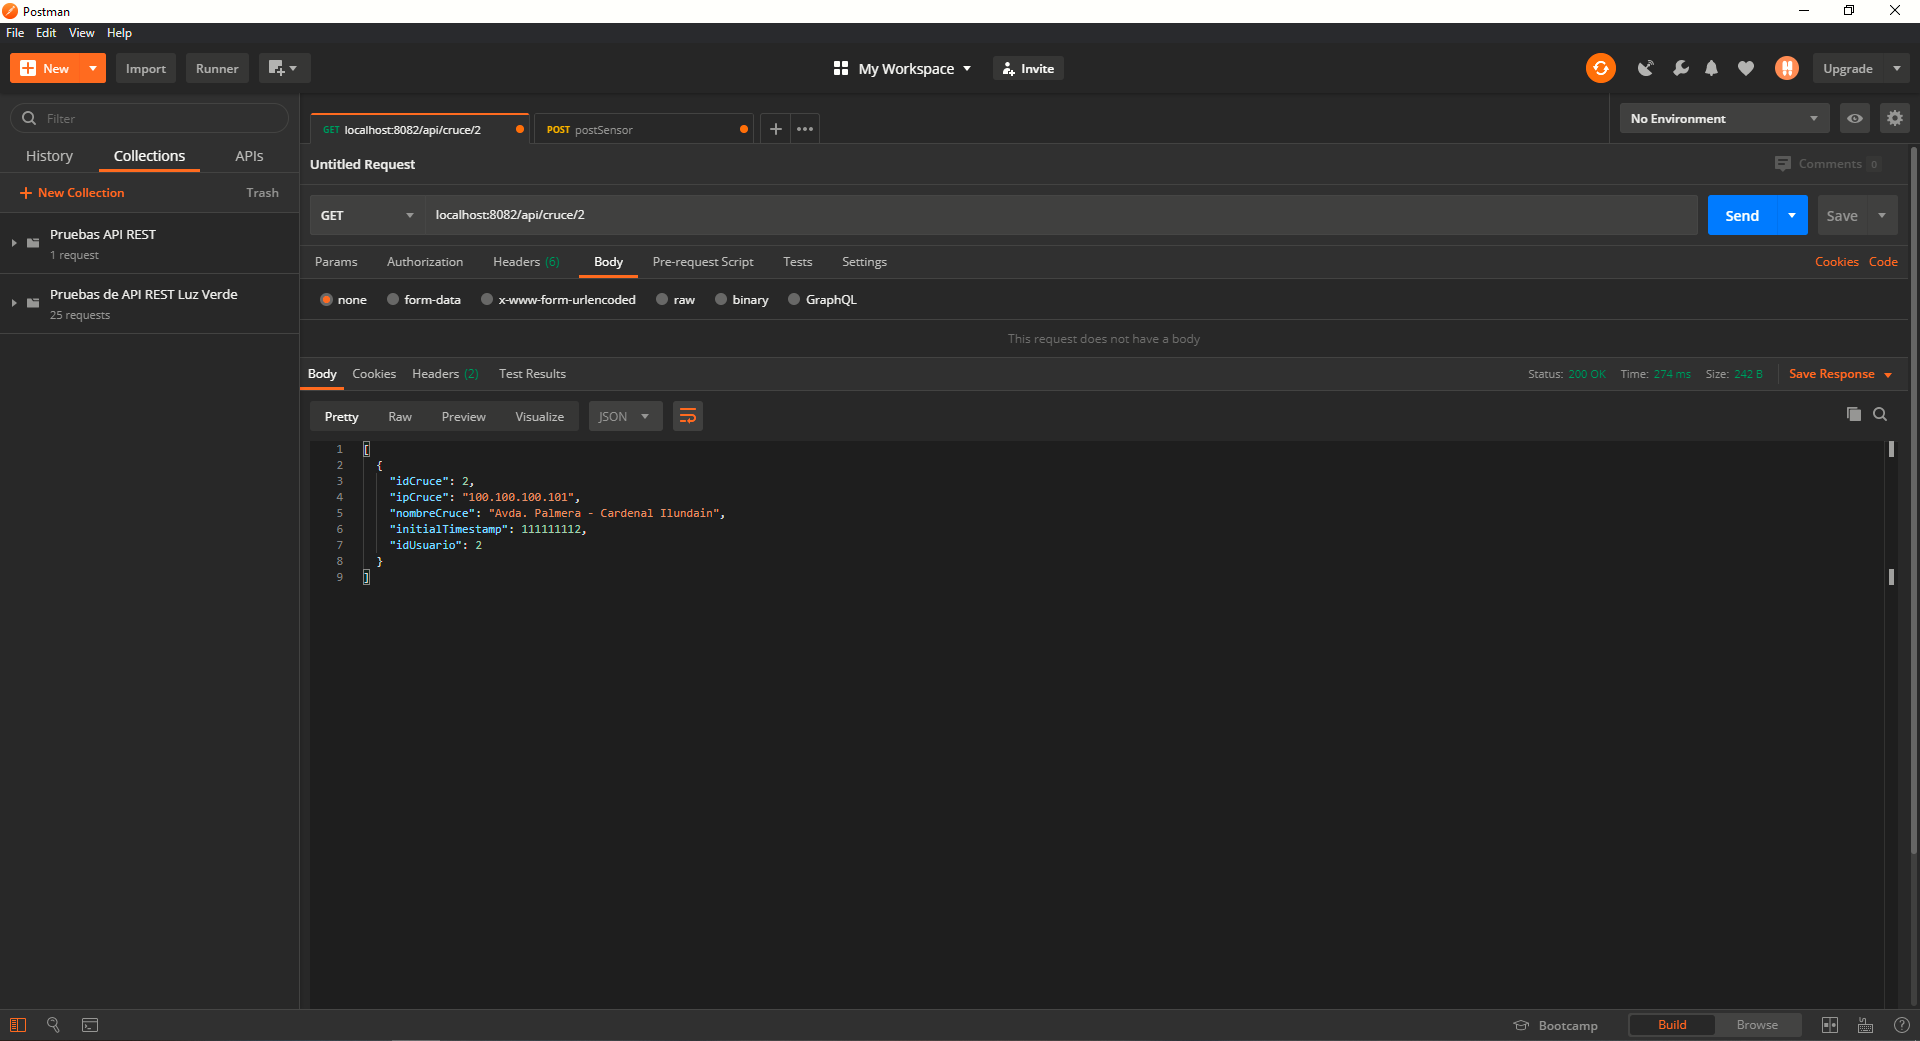 Postman
File Edit View Help
New Import Runner My Workspace Invite Upgrade
Filter
History Collections APIs
New Collection Trash
Pruebas API REST
1 request
Pruebas de API REST Luz Verde
25 requests
GET localhost:8082/api/cruce/2 POST postSensor No Environment
Untitled Request Comments 0
GET localhost:8082/api/cruce/2 Send Save
Params Authorization Headers (6) Body Pre-request Script Tests Settings Cookies Code
none form-data x-www-form-urlencoded raw binary GraphQL
This request does not have a body
Body Cookies Headers (2) Test Results Status: 200 OK Time: 274 ms Size: 242 B Save Response
Pretty Raw Preview Visualize JSON
1 [
2 {
3 "idCruce": 2,
4 "ipCruce": "100.100.100.101",
5 "nombreCruce": "Avda. Palmera - Cardenal Ilundain",
6 "initialTimestamp": 111111112,
7 "idUsuario": 2
8 }
9 ]
Bootcamp Build Browse